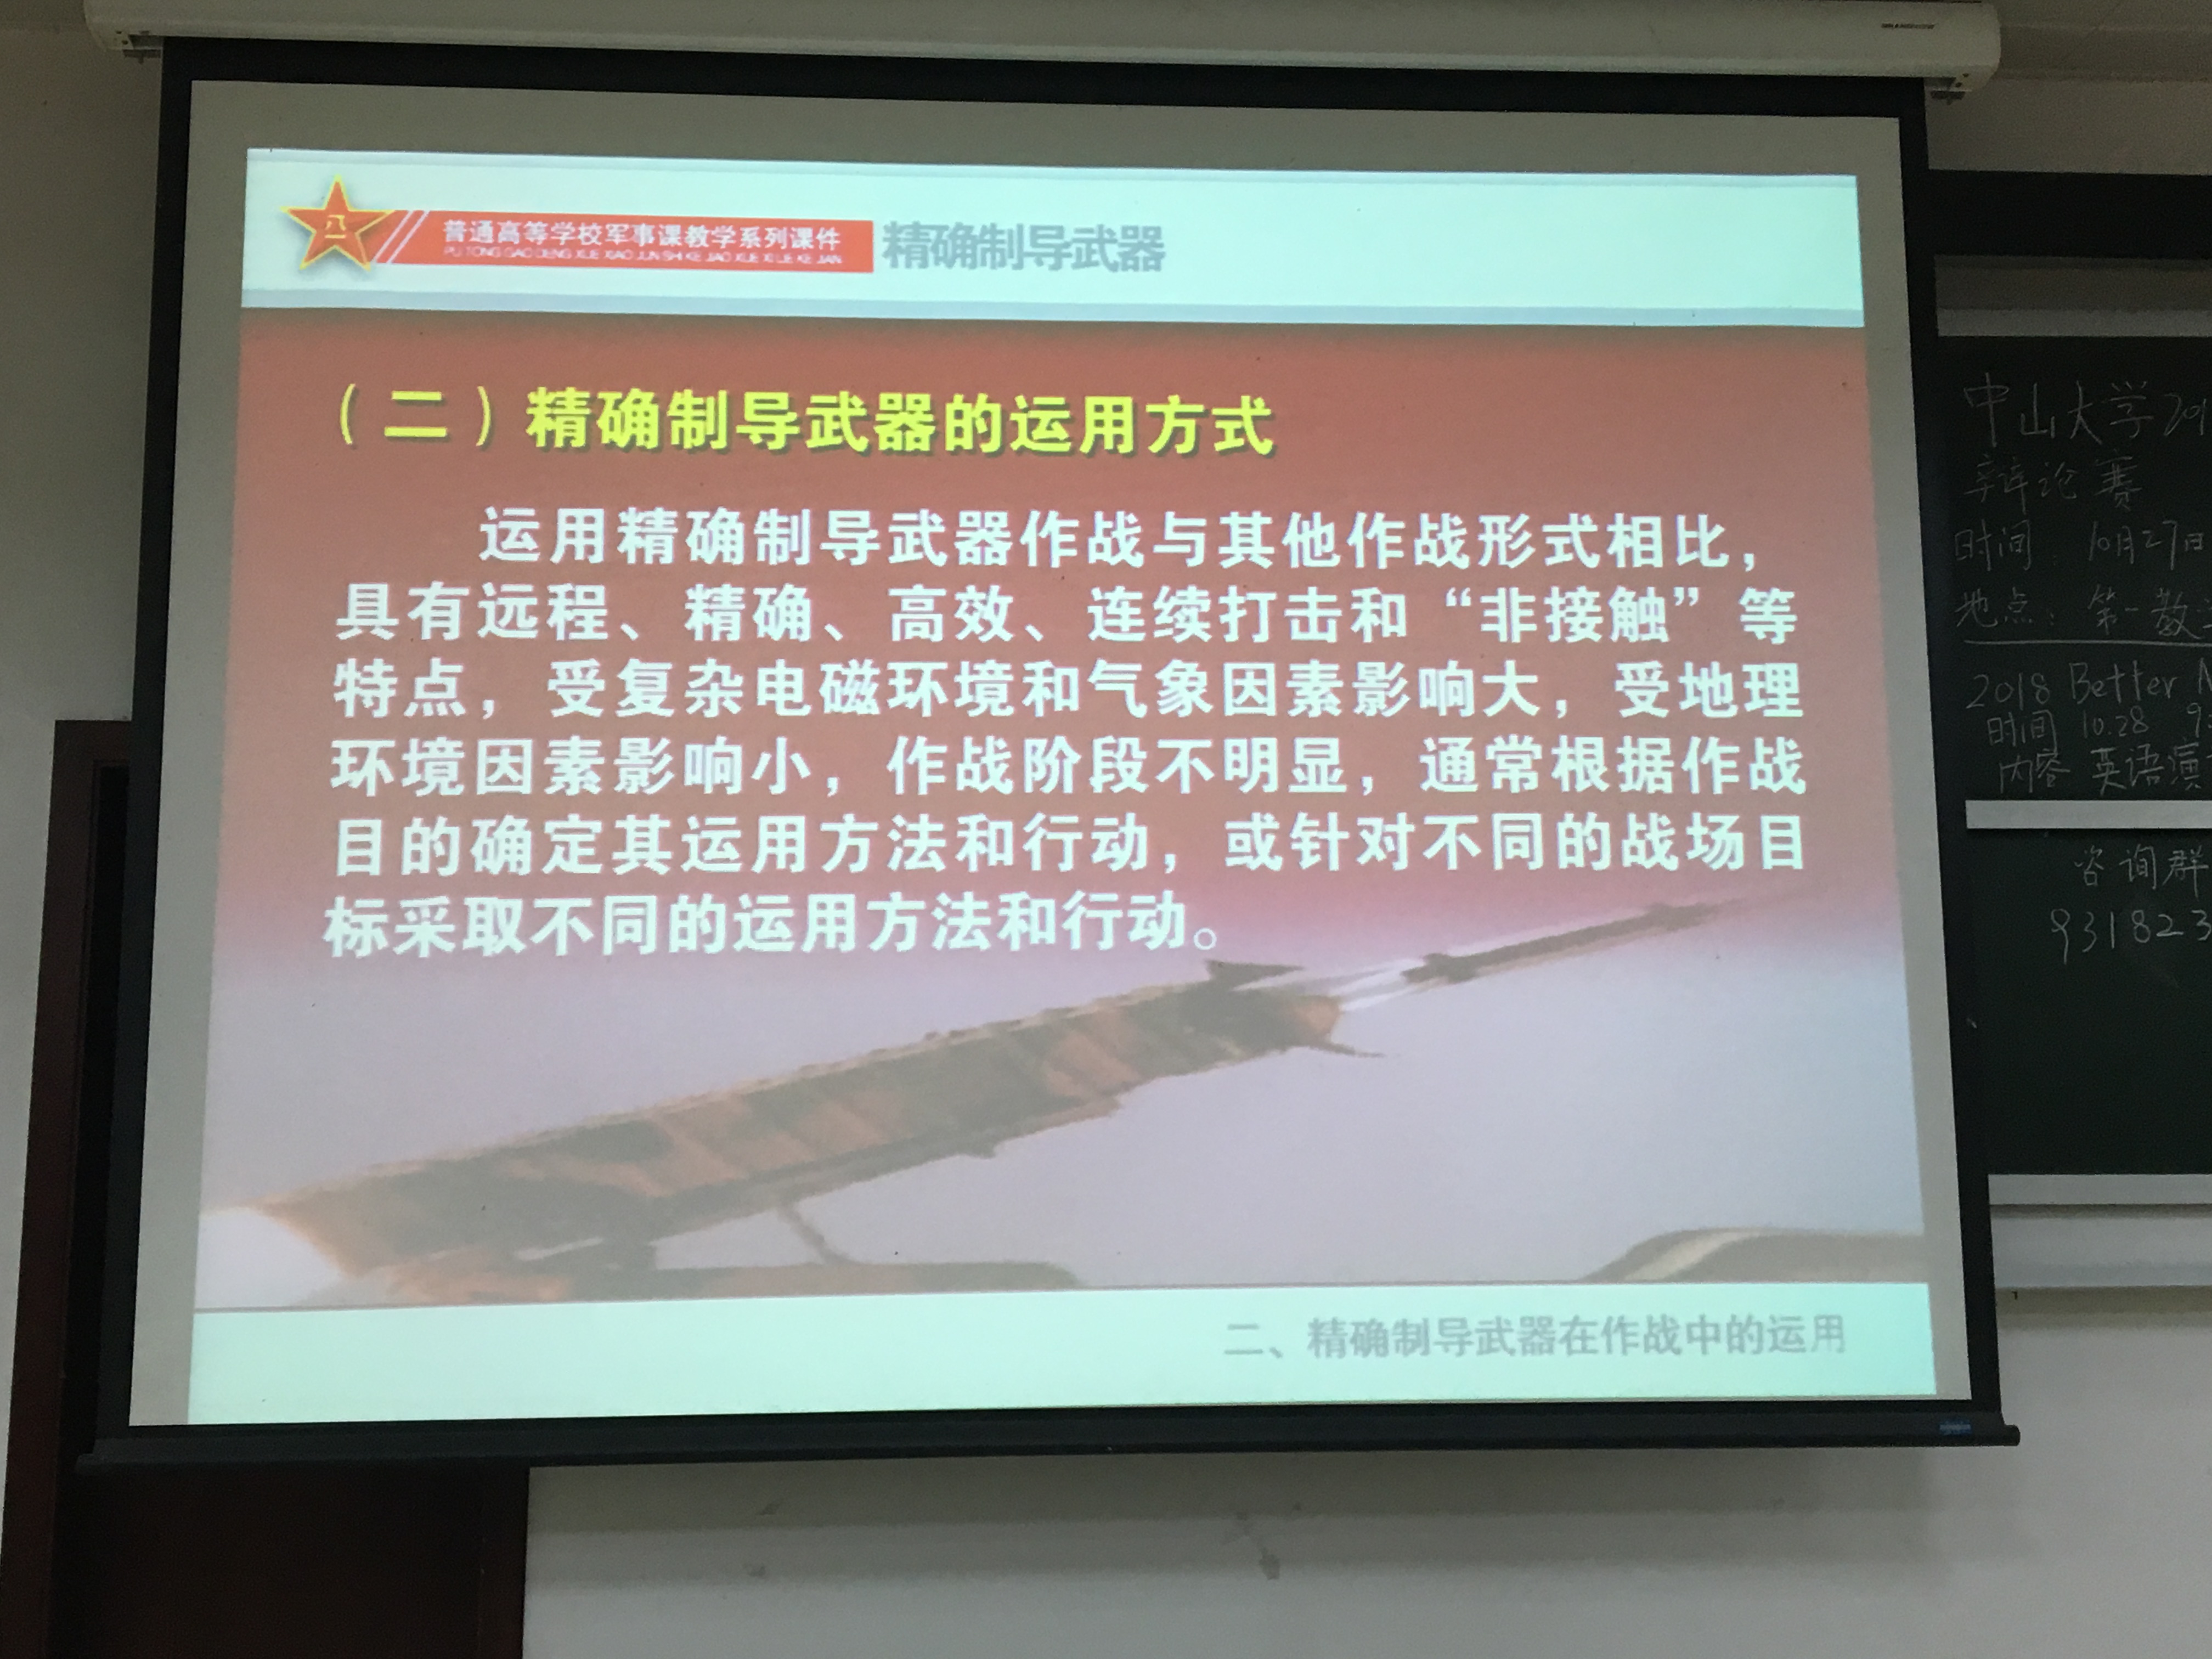 八一
普通高等学校军事课教学系列课件
PU TONG GAO DENG XUE XIAO JUN SHI KE JIAO XUE XI LIE KE JIAN
精确制导武器
（二）精确制导武器的运用方式
运用精确制导武器作战与其他作战形式相比，
具有远程、精确、高效、连续打击和“非接触”等
特点，受复杂电磁环境和气象因素影响大，受地理
环境因素影响小，作战阶段不明显，通常根据作战
目的确定其运用方法和行动，或针对不同的战场目
标采取不同的运用方法和行动。
二、精确制导武器在作战中的运用
中山大学201
辩论赛
时间：10月27日
地点：第一教
2018 Better
时间 10.28 9
内容 英语演
咨询群
931823